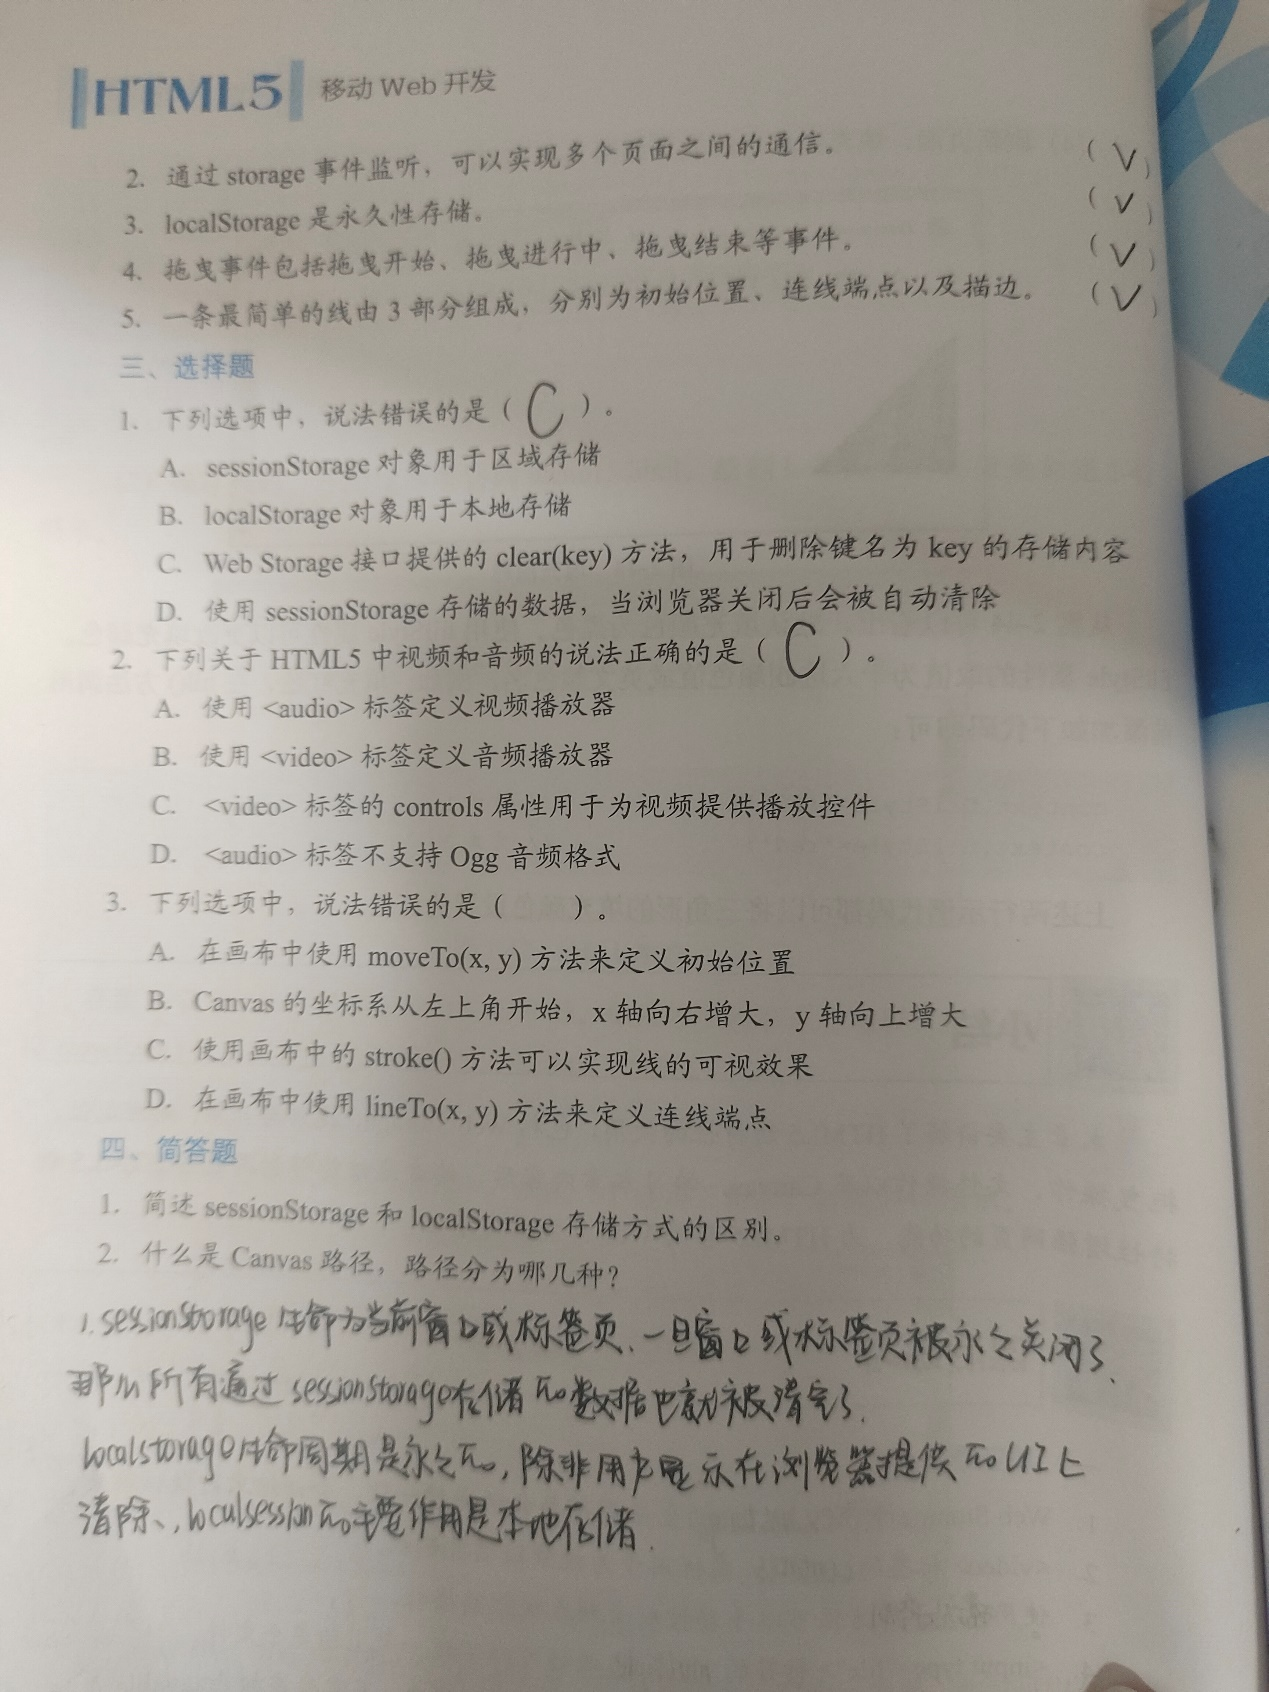 HTML5 移动 Web 开发
2. 通过 storage 事件监听，可以实现多个页面之间的通信。 (√)
3. localStorage 是永久性存储。 (√)
4. 拖曳事件包括拖曳开始、拖曳进行中、拖曳结束等事件。 (√)
5. 一条最简单的线由 3 部分组成，分别为初始位置、连线端点以及描边。 (√)
三、选择题
1. 下列选项中，说法错误的是（ C ）。
A. sessionStorage 对象用于区域存储
B. localStorage 对象用于本地存储
C. Web Storage 接口提供的 clear(key) 方法，用于删除键名为 key 的存储内容
D. 使用 sessionStorage 存储的数据，当浏览器关闭后会被自动清除
2. 下列关于 HTML5 中视频和音频的说法正确的是（ C ）。
A. 使用 <audio> 标签定义视频播放器
B. 使用 <video> 标签定义音频播放器
C. <video> 标签的 controls 属性用于为视频提供播放控件
D. <audio> 标签不支持 Ogg 音频格式
3. 下列选项中，说法错误的是（ ）。
A. 在画布中使用 moveTo(x, y) 方法来定义初始位置
B. Canvas 的坐标系从左上角开始，x 轴向右增大，y 轴向上增大
C. 使用画布中的 stroke() 方法可以实现线的可视效果
D. 在画布中使用 lineTo(x, y) 方法来定义连线端点
四、简答题
1. 简述 sessionStorage 和 localStorage 存储方式的区别。
2. 什么是 Canvas 路径，路径分为哪几种？
1. sessionStorage 生命为当前窗口或标签页、一旦窗口或标签页被永久关闭了、
那么所有通过 sessionStorage 存储的数据也就被清空了.
localstorage 生命周期是永久的, 除非用户显示在浏览器提供的 UI 上
清除、, localsession 的主要作用是本地存储.